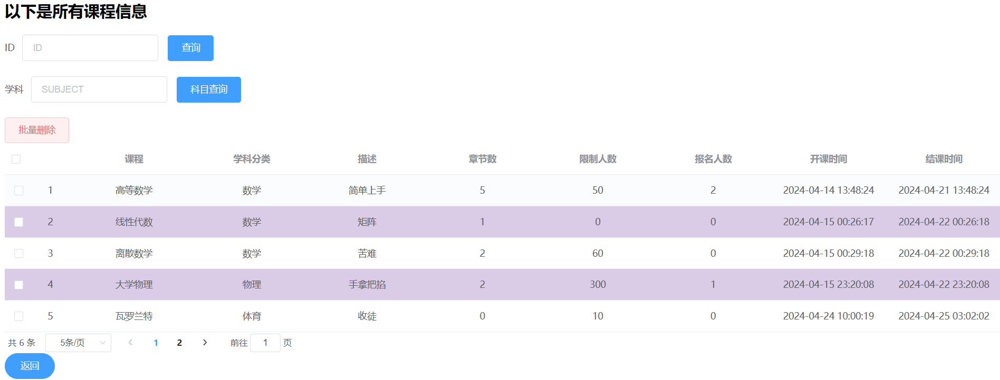 以下是所有课程信息
ID ID 查询
学科 SUBJECT 科目查询
批量删除
课程 学科分类 描述 章节数 限制人数 报名人数 开课时间 结课时间
1 高等数学 数学 简单上手 5 50 2 2024-04-14 13:48:24 2024-04-21 13:48:24
2 线性代数 数学 矩阵 1 0 0 2024-04-15 00:26:17 2024-04-22 00:26:18
3 离散数学 数学 苦难 2 60 0 2024-04-15 00:29:18 2024-04-22 00:29:18
4 大学物理 物理 手拿把掐 2 300 1 2024-04-15 23:20:08 2024-04-22 23:20:08
5 瓦罗兰特 体育 收徒 0 10 0 2024-04-24 10:00:19 2024-04-25 03:02:02
共 6 条 5条/页 1 2 前往 1 页
返回